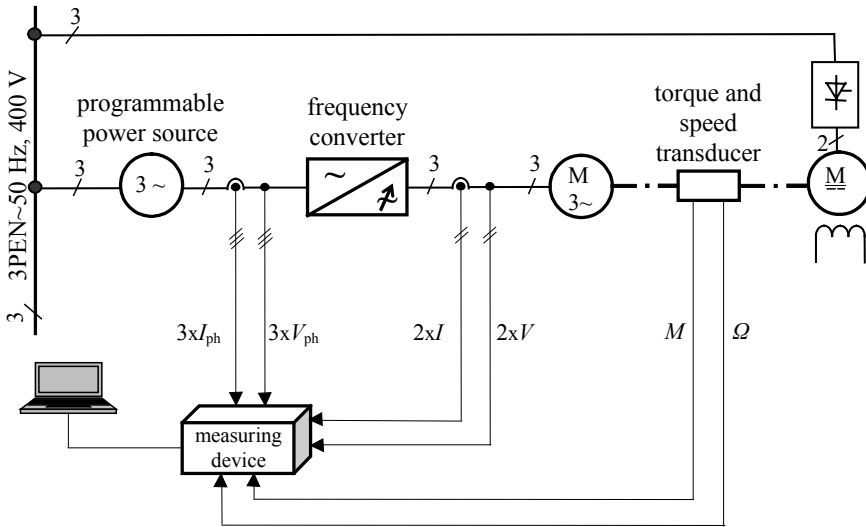 3
programmable
power source
frequency
converter
torque and
speed
transducer
2
3PEN~50 Hz, 400 V
3
3 ~
3
~
3
3
M
3~
M
3
3xIph
3xVph
2xI
2xV
M
Ω
measuring
device